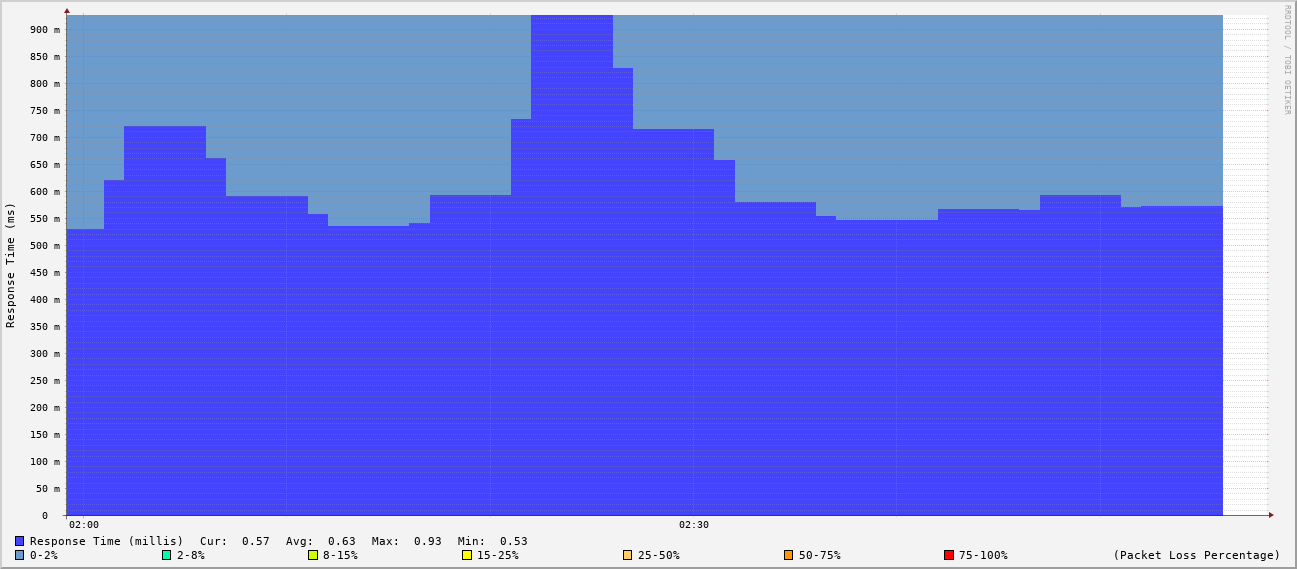 RRDTOOL / TOBI OETIKER
Response Time (ms)
900 m
850 m
800 m
750 m
700 m
650 m
600 m
550 m
500 m
450 m
400 m
350 m
300 m
250 m
200 m
150 m
100 m
50 m
0
02:00 02:30
Response Time (millis) Cur: 0.57 Avg: 0.63 Max: 0.93 Min: 0.53
0-2% 2-8% 8-15% 15-25% 25-50% 50-75% 75-100% (Packet Loss Percentage)